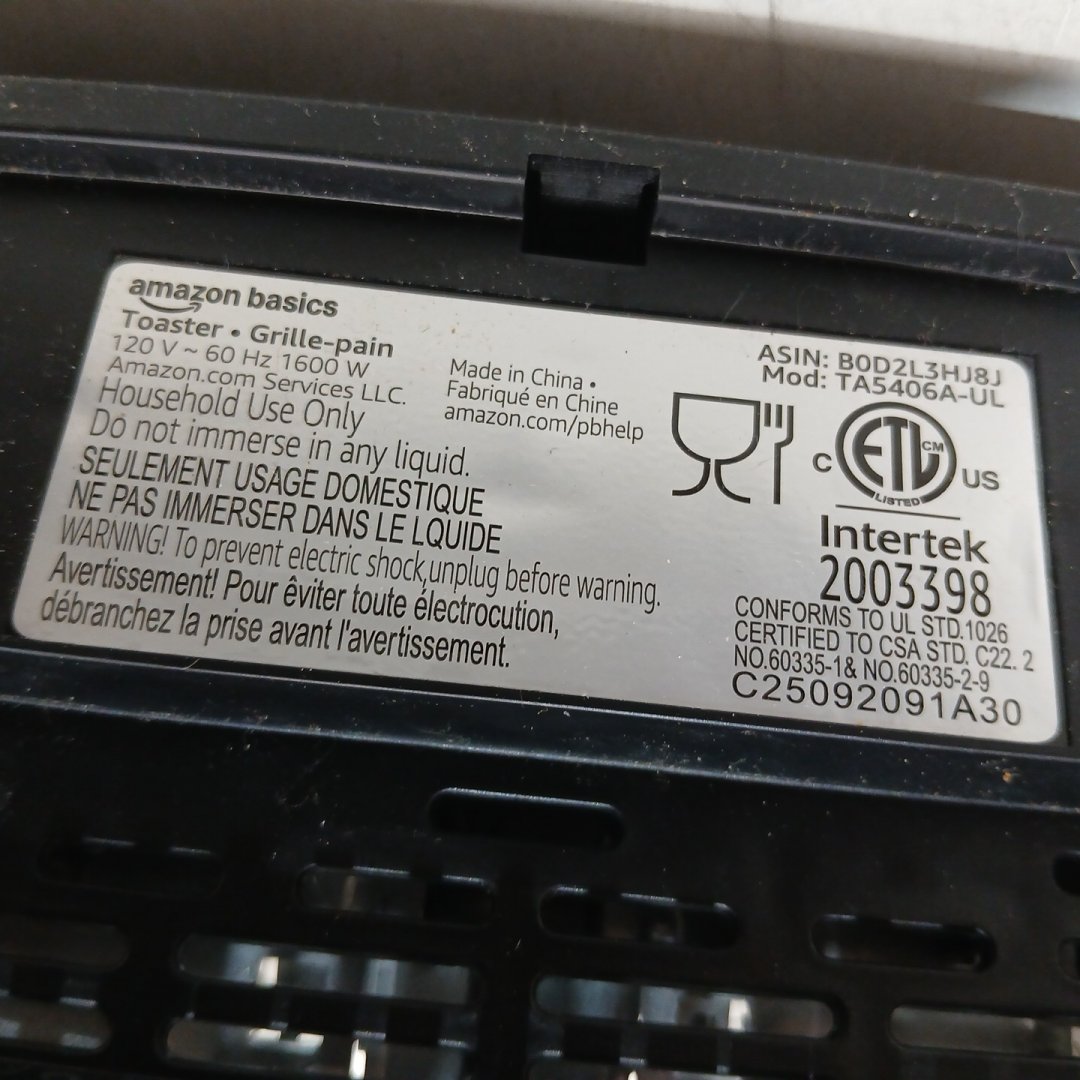 amazon basics
Toaster • Grille-pain
120 V ~ 60 Hz 1600 W
Amazon.com Services LLC.
Household Use Only
Do not immerse in any liquid.
SEULEMENT USAGE DOMESTIQUE
NE PAS IMMERSER DANS LE LQUIDE
WARNING! To prevent electric shock,unplug before warning.
Avertissement! Pour êviter toute électrocution,
débranchez la prise avant l'avertissement.
Made in China •
Fabriqué en Chine
amazon.com/pbhelp
ASIN: B0D2L3HJ8J
Mod: TA5406A-UL
C ETL CM US
LISTED
Intertek
2003398
CONFORMS TO UL STD.1026
CERTIFIED TO CSA STD. C22. 2
NO.60335-1& NO.60335-2-9
C25092091A30